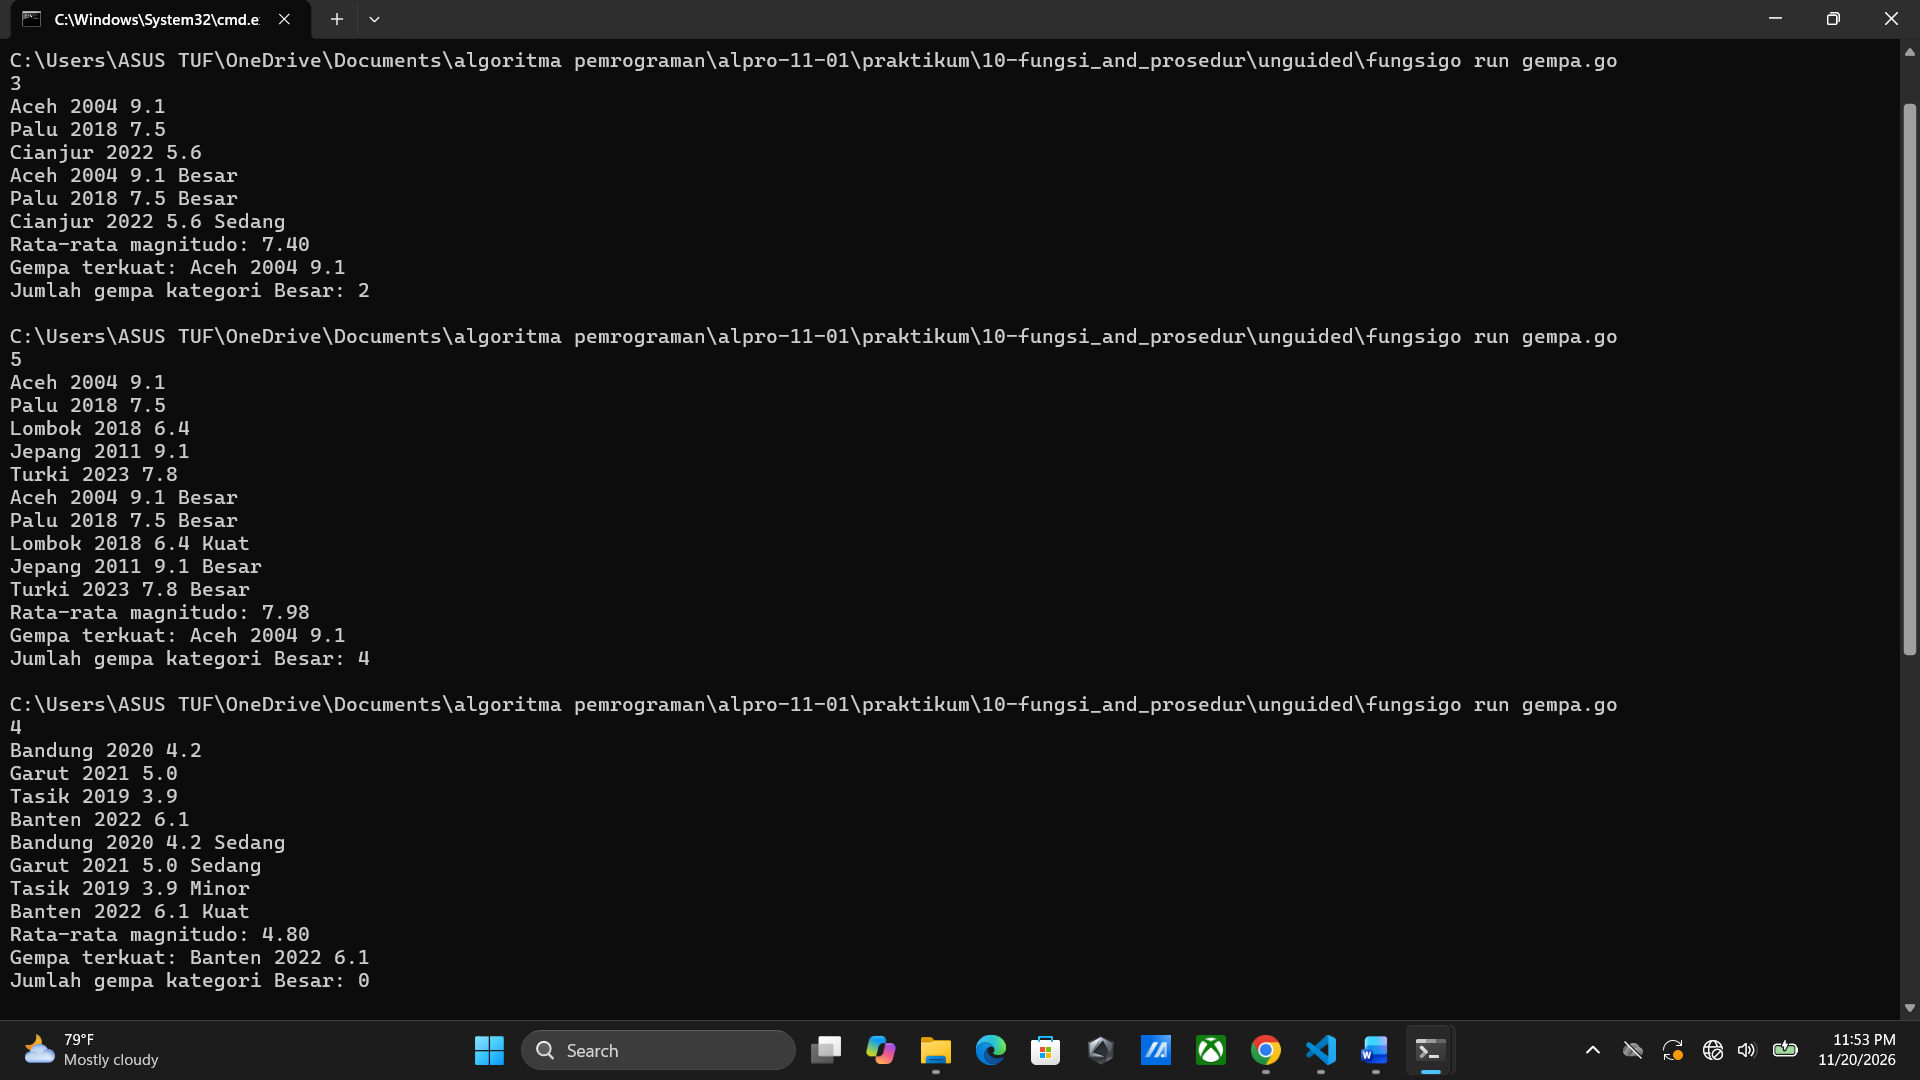 C:\Windows\System32\cmd.e
C:\Users\ASUS TUF\OneDrive\Documents\algoritma pemrograman\alpro-11-01\praktikum\10-fungsi_and_prosedur\unguided\fungsigo run gempa.go
3
Aceh 2004 9.1
Palu 2018 7.5
Cianjur 2022 5.6
Aceh 2004 9.1 Besar
Palu 2018 7.5 Besar
Cianjur 2022 5.6 Sedang
Rata-rata magnitudo: 7.40
Gempa terkuat: Aceh 2004 9.1
Jumlah gempa kategori Besar: 2
C:\Users\ASUS TUF\OneDrive\Documents\algoritma pemrograman\alpro-11-01\praktikum\10-fungsi_and_prosedur\unguided\fungsigo run gempa.go
5
Aceh 2004 9.1
Palu 2018 7.5
Lombok 2018 6.4
Jepang 2011 9.1
Turki 2023 7.8
Aceh 2004 9.1 Besar
Palu 2018 7.5 Besar
Lombok 2018 6.4 Kuat
Jepang 2011 9.1 Besar
Turki 2023 7.8 Besar
Rata-rata magnitudo: 7.98
Gempa terkuat: Aceh 2004 9.1
Jumlah gempa kategori Besar: 4
C:\Users\ASUS TUF\OneDrive\Documents\algoritma pemrograman\alpro-11-01\praktikum\10-fungsi_and_prosedur\unguided\fungsigo run gempa.go
4
Bandung 2020 4.2
Garut 2021 5.0
Tasik 2019 3.9
Banten 2022 6.1
Bandung 2020 4.2 Sedang
Garut 2021 5.0 Sedang
Tasik 2019 3.9 Minor
Banten 2022 6.1 Kuat
Rata-rata magnitudo: 4.80
Gempa terkuat: Banten 2022 6.1
Jumlah gempa kategori Besar: 0
79°F
Mostly cloudy
Search
11:53 PM
11/20/2026